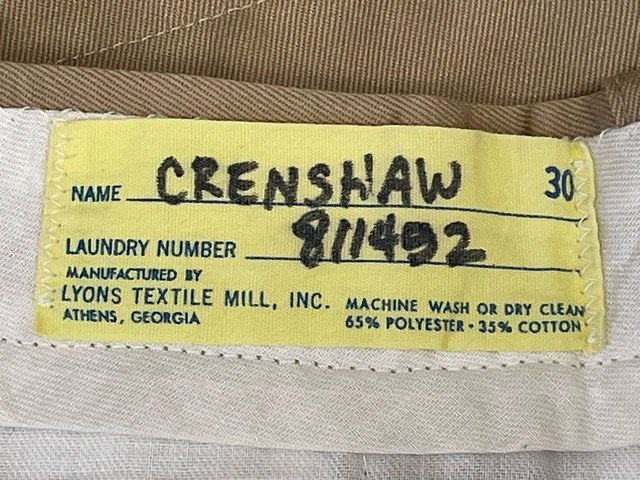 NAME CRENSHAW 30
LAUNDRY NUMBER 811492
MANUFACTURED BY
LYONS TEXTILE MILL, INC. MACHINE WASH OR DRY CLEAN
ATHENS, GEORGIA 65% POLYESTER · 35% COTTON